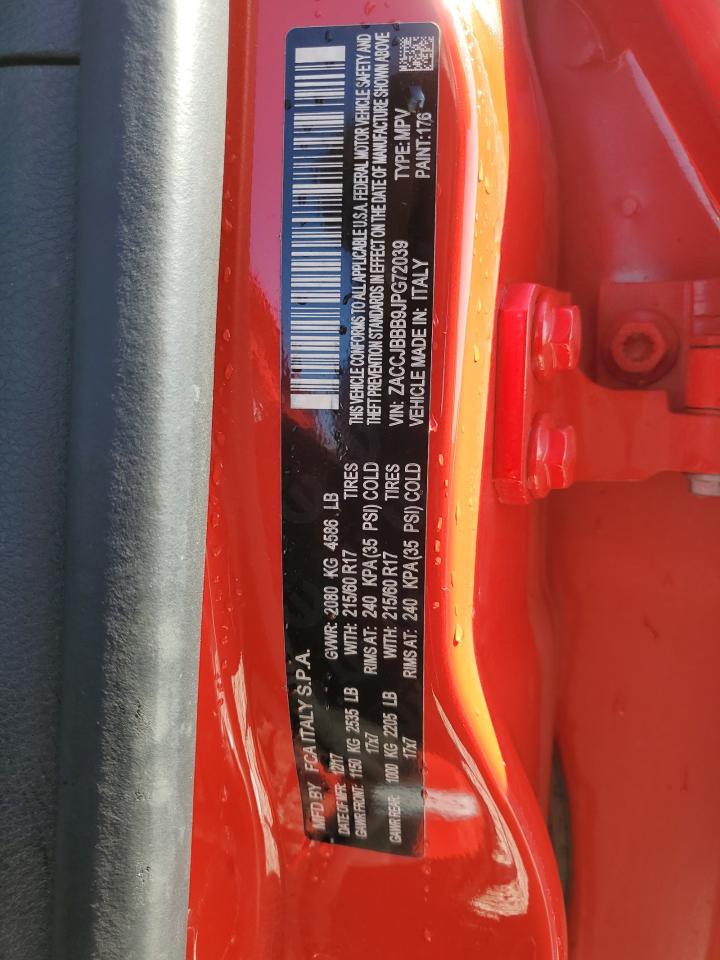 MFD BY FCA ITALY S.P.A.
DATE OF MFR: 12/17 GVWR: 2080 KG 4586 LB
GAWR FRONT: 1150 KG 2535 LB WITH: 215/60 R17 TIRES
17x7 RIMS AT: 240 KPA(35 PSI) COLD
GAWR REAR: 1000 KG 2205 LB WITH: 215/60 R17 TIRES
17x7 RIMS AT: 240 KPA(35 PSI) COLD
THIS VEHICLE CONFORMS TO ALL APPLICABLE U.S.A. FEDERAL MOTOR VEHICLE SAFETY AND
THEFT PREVENTION STANDARDS IN EFFECT ON THE DATE OF MANUFACTURE SHOWN ABOVE
VIN: ZACCJBBB9JPG72039 TYPE: MPV
VEHICLE MADE IN: ITALY PAINT: 176